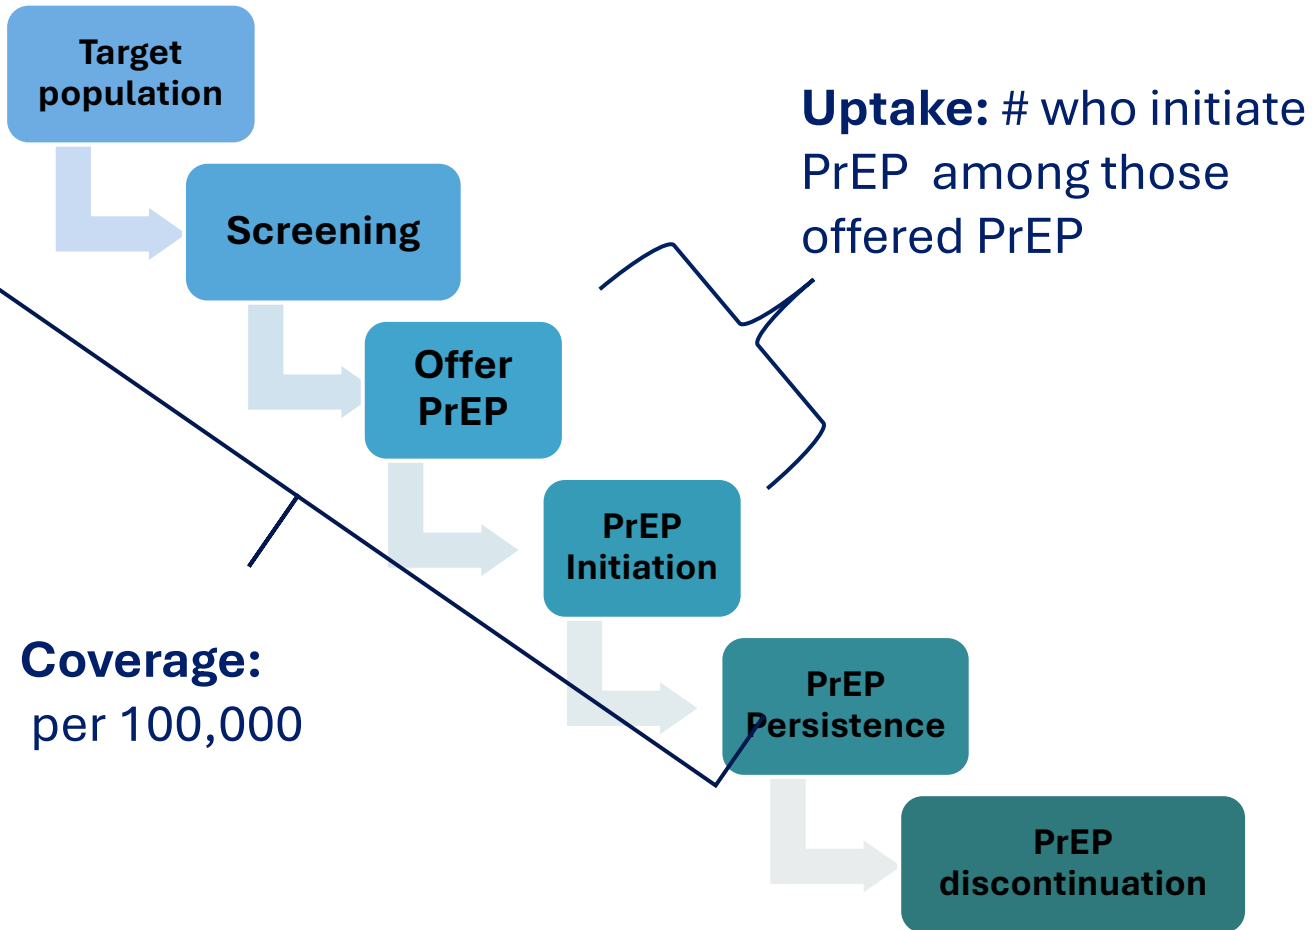 Target
population
Screening
Offer
PrEP
PrEP
Initiation
PrEP
Persistence
PrEP
discontinuation
Uptake: # who initiate
PrEP  among those
offered PrEP
Coverage:
per 100,000